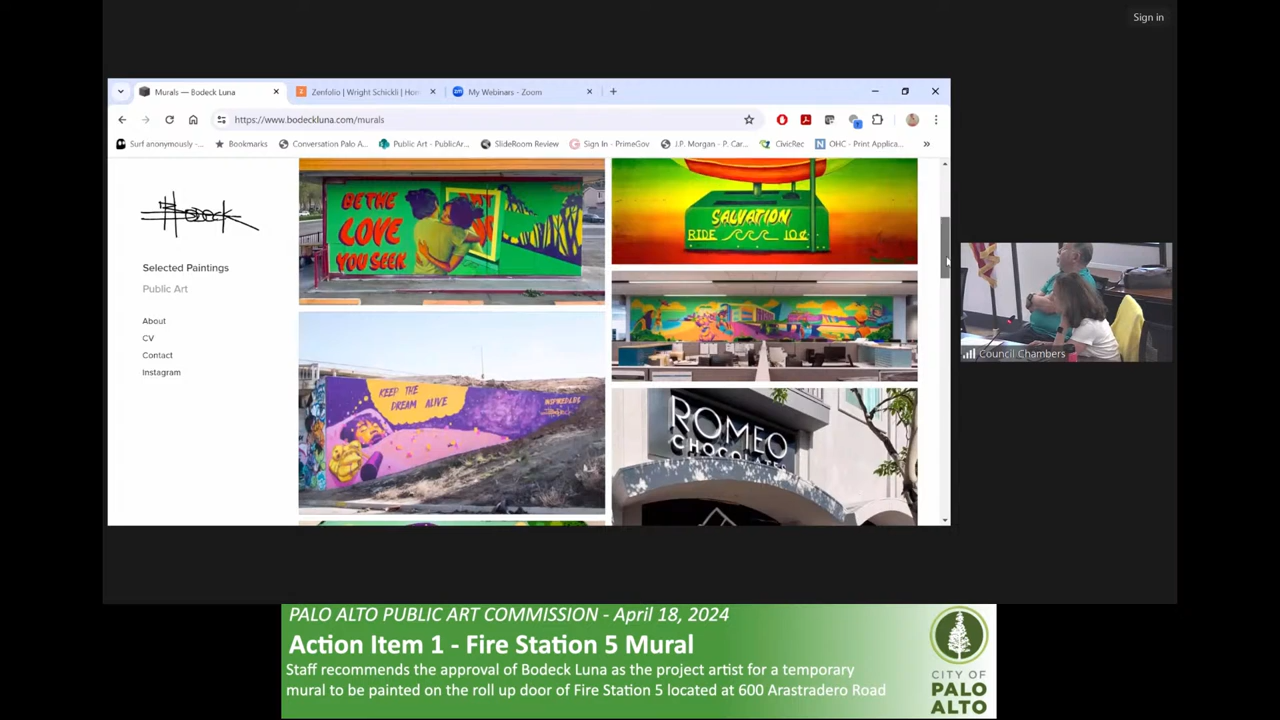 Sign in
Murals — Bodeck Luna
Zenfolio | Wright Schickli | Hon
My Webinars - Zoom
https://www.bodeckluna.com/murals
Surf anonymously -...
Bookmarks
Conversation Palo A...
Public Art - PublicAr...
SlideRoom Review
Sign In - PrimeGov
J.P. Morgan - P. Car...
CivicRec
OHC - Print Applica...
Bodeck
Selected Paintings
Public Art
About
CV
Contact
Instagram
BE THE
LOVE
YOU SEEK
SALVATION
RIDE 10¢
KEEP THE
DREAM ALIVE
ROMEO
CHOCOLATES
Council Chambers
PALO ALTO PUBLIC ART COMMISSION - April 18, 2024
Action Item 1 - Fire Station 5 Mural
Staff recommends the approval of Bodeck Luna as the project artist for a temporary
mural to be painted on the roll up door of Fire Station 5 located at 600 Arastradero Road
CITY OF
PALO
ALTO